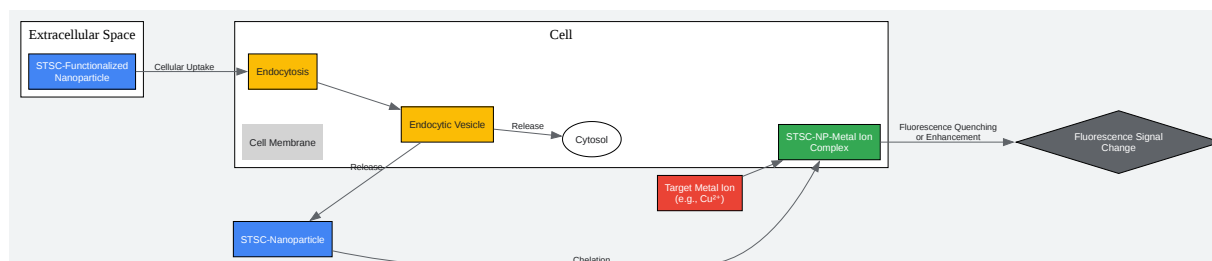 Extracellular Space
STSC-Functionalized
Nanoparticle
Cellular Uptake
Cell
Endocytosis
Cell Membrane
Endocytic Vesicle
Release
Cytosol
Release
STSC-NP-Metal Ion
Complex
Target Metal Ion
(e.g., Cu²⁺)
Fluorescence Quenching
or Enhancement
Fluorescence Signal
Change
STSC-Nanoparticle
Chelation